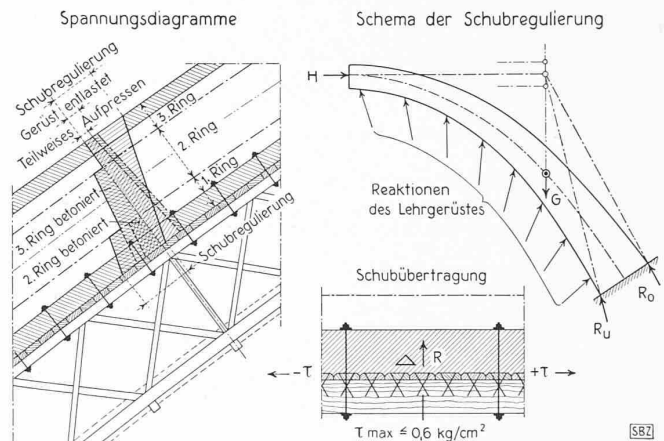 Spannungsdiagramme
Schubregulierung
Gerüst entlastet
Teilweises Aufpressen
3. Ring
2. Ring
1. Ring
3. Ring betoniert
2. Ring betoniert
Schubregulierung
Schema der Schubregulierung
H
G
Reaktionen
des Lehrgerüstes
R₀
Rᵤ
Schubübertragung
R
-τ
+τ
τ max ≤ 0,6 kg/cm²
SBZ